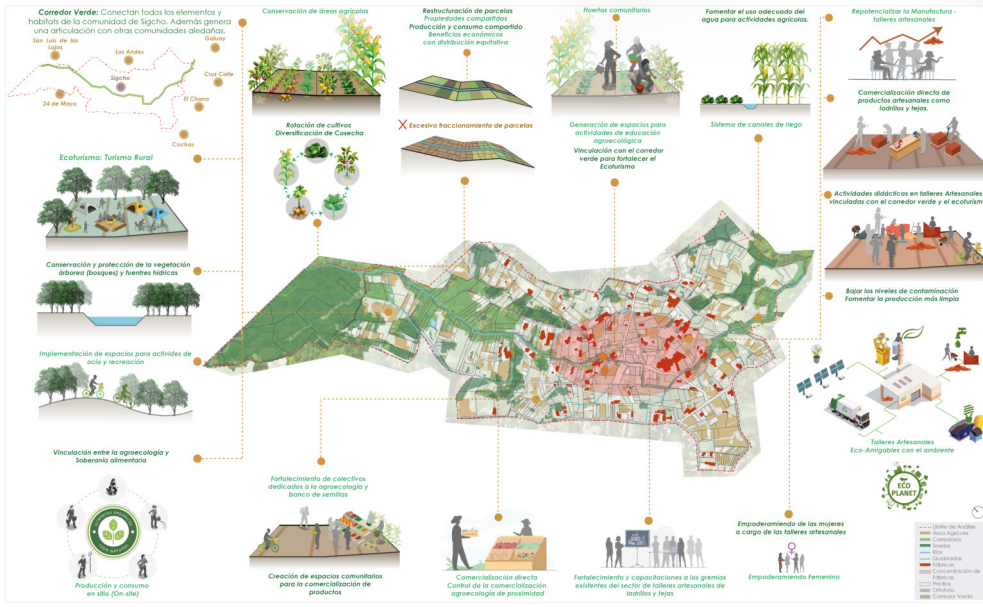 Corredor Verde: Conectan todos los elementos y
habitats de la comunidad de Sigcho. Además genera
una articulación con otras comunidades aledañas.
San Luis de las
Lojas
Los Andes
Galuay
Sigcho
Cruz Calle
24 de Mayo
El Chorro
Cochas
Ecoturismo: Turismo Rural
Conservación y protección de la vegetación
árborea (bosques) y fuentres hídricas
Implementación de espacios para activides de
ocio y recreación
Vinculación entre la agroecología y
Soberanía alimentaria
Producción y consumo
en sitio (On-site)
Conservación de áreas agrícolas
Rotación de cultivos
Diversificación de Cosecha
Restructuración de parcelas
Propiedades compartidas
Producción y consumo compartido
Beneficios económicos
con distribución equitativa
Excesivo fraccionamiento de parcelas
Huertos comunitarios
Generación de espacios para
actividades de educación
agroecológica
Vinculación con el corredor
verde para fortalecer el
Ecoturismo
Fomentar el uso adecuado del
agua para actividades agrícolas.
Sistema de canales de riego
Repotencializar la Manufactura -
talleres artesanales
Comercialización directa de
productos artesanales como
ladrillos y tejas.
Actividades didácticas en talleres Artesanales
vinculadas con el corredor verde y el ecoturism
Bajar los niveles de contaminación
Fomentar la producción más limpia
Talleres Artesanales
Eco-Amigables con el ambiente
ECO
PLANET
Fortalecimiento de colectivos
dedicados a la agroecología y
banco de semillas
Creación de espacios comunitarios
para la comercialización de
productos
Comercialización directa
Control de la comercialización
agroecología de proximidad
Fortalecimiento y capacitaciones a los gremios
existentes del sector de talleres artesanales de
ladrillos y tejas
Empoderamiento de las mujeres
a cargo de las talleres artesanales
Empoderamiendo Femenino
Límite de Análisis
Área Agrícola
Corredores
Teselas
Ríos
Quebradas
Fábricas
Concentración de
Fábricas
Predios
Ortofoto
Corredor Verde